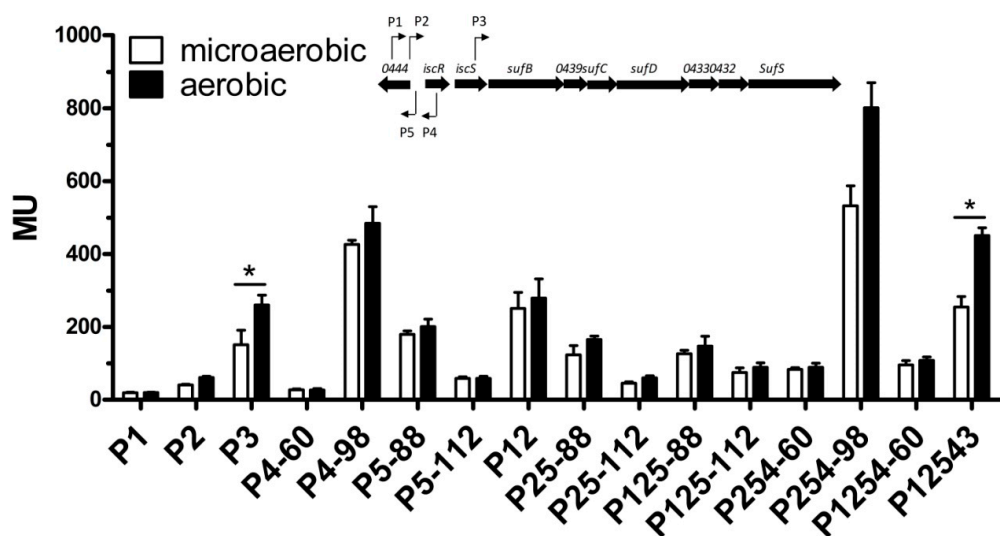 P1 P2 P3
1000
microaerobic
aerobic
0444 iscR iscS sufB 0439sufC sufD 04330432 SufS
P5 P4
800
600
400
200
0
MU
*
*
P1
P2
P3
P4-60
P4-98
P5-88
P5-112
P12
P25-88
P25-112
P125-88
P125-112
P254-60
P254-98
P1254-60
P12543